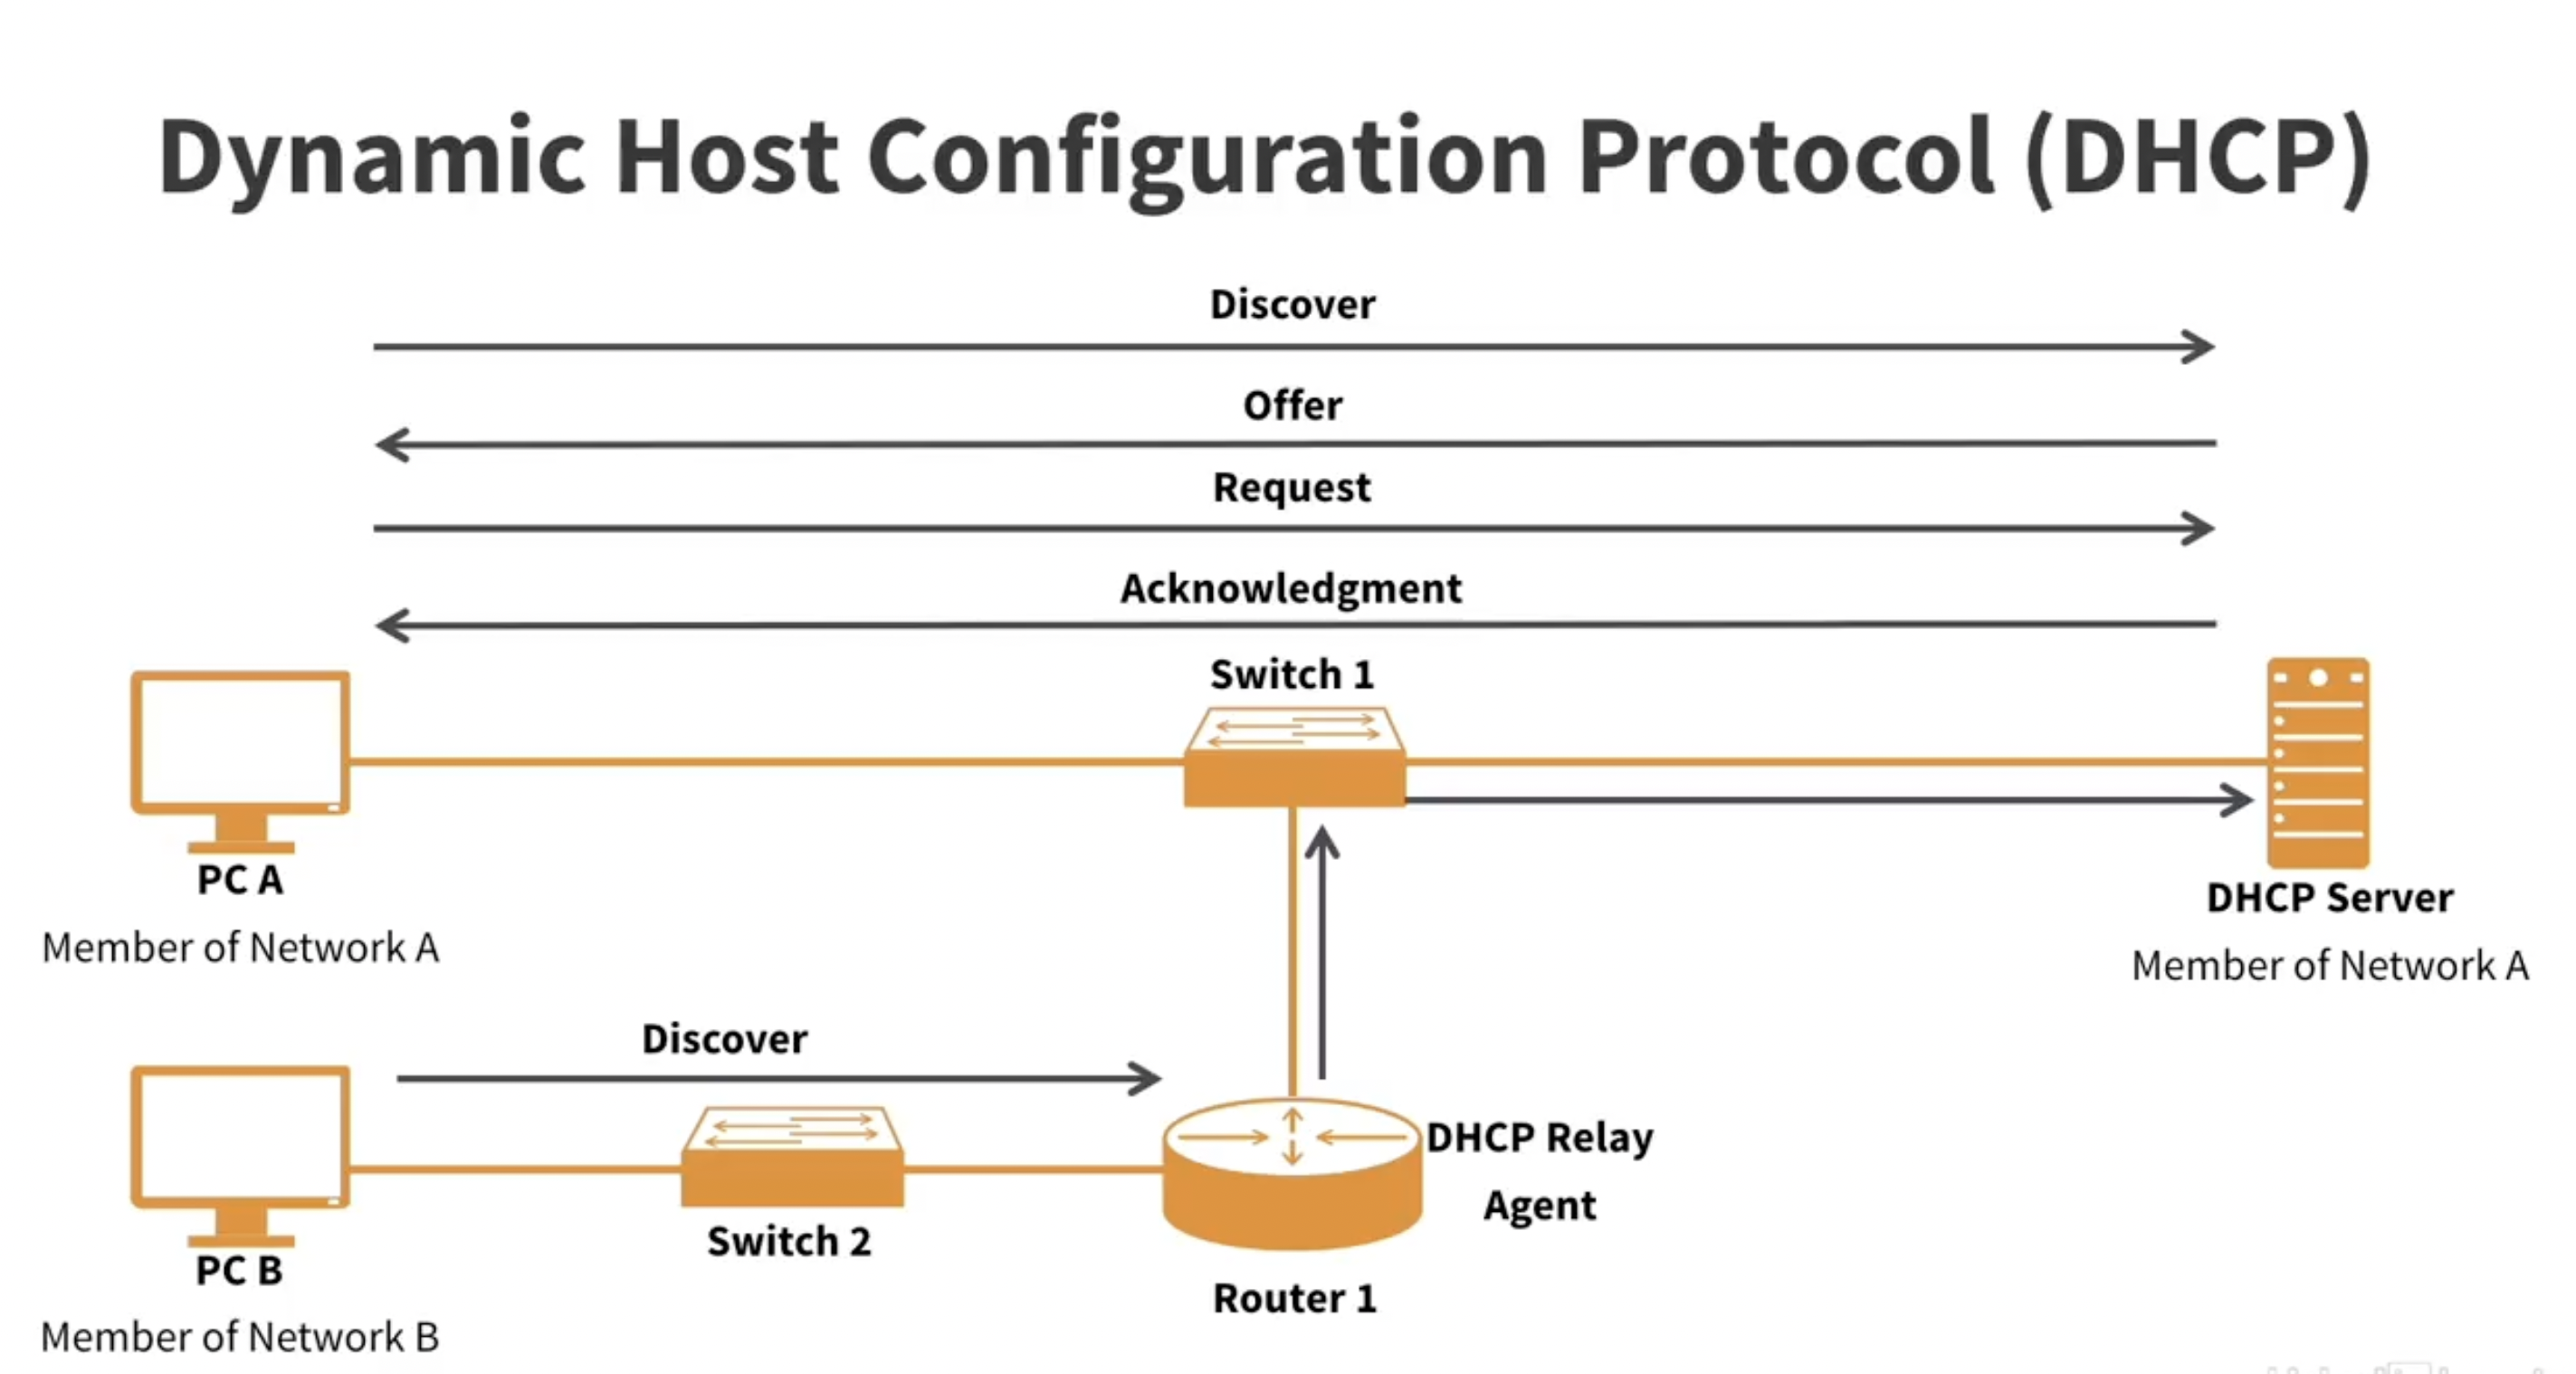 Dynamic Host Configuration Protocol (DHCP)
Discover
Offer
Request
Acknowledgment
Switch 1
PC A
Member of Network A
DHCP Server
Member of Network A
Discover
DHCP Relay
Agent
Switch 2
PC B
Member of Network B
Router 1